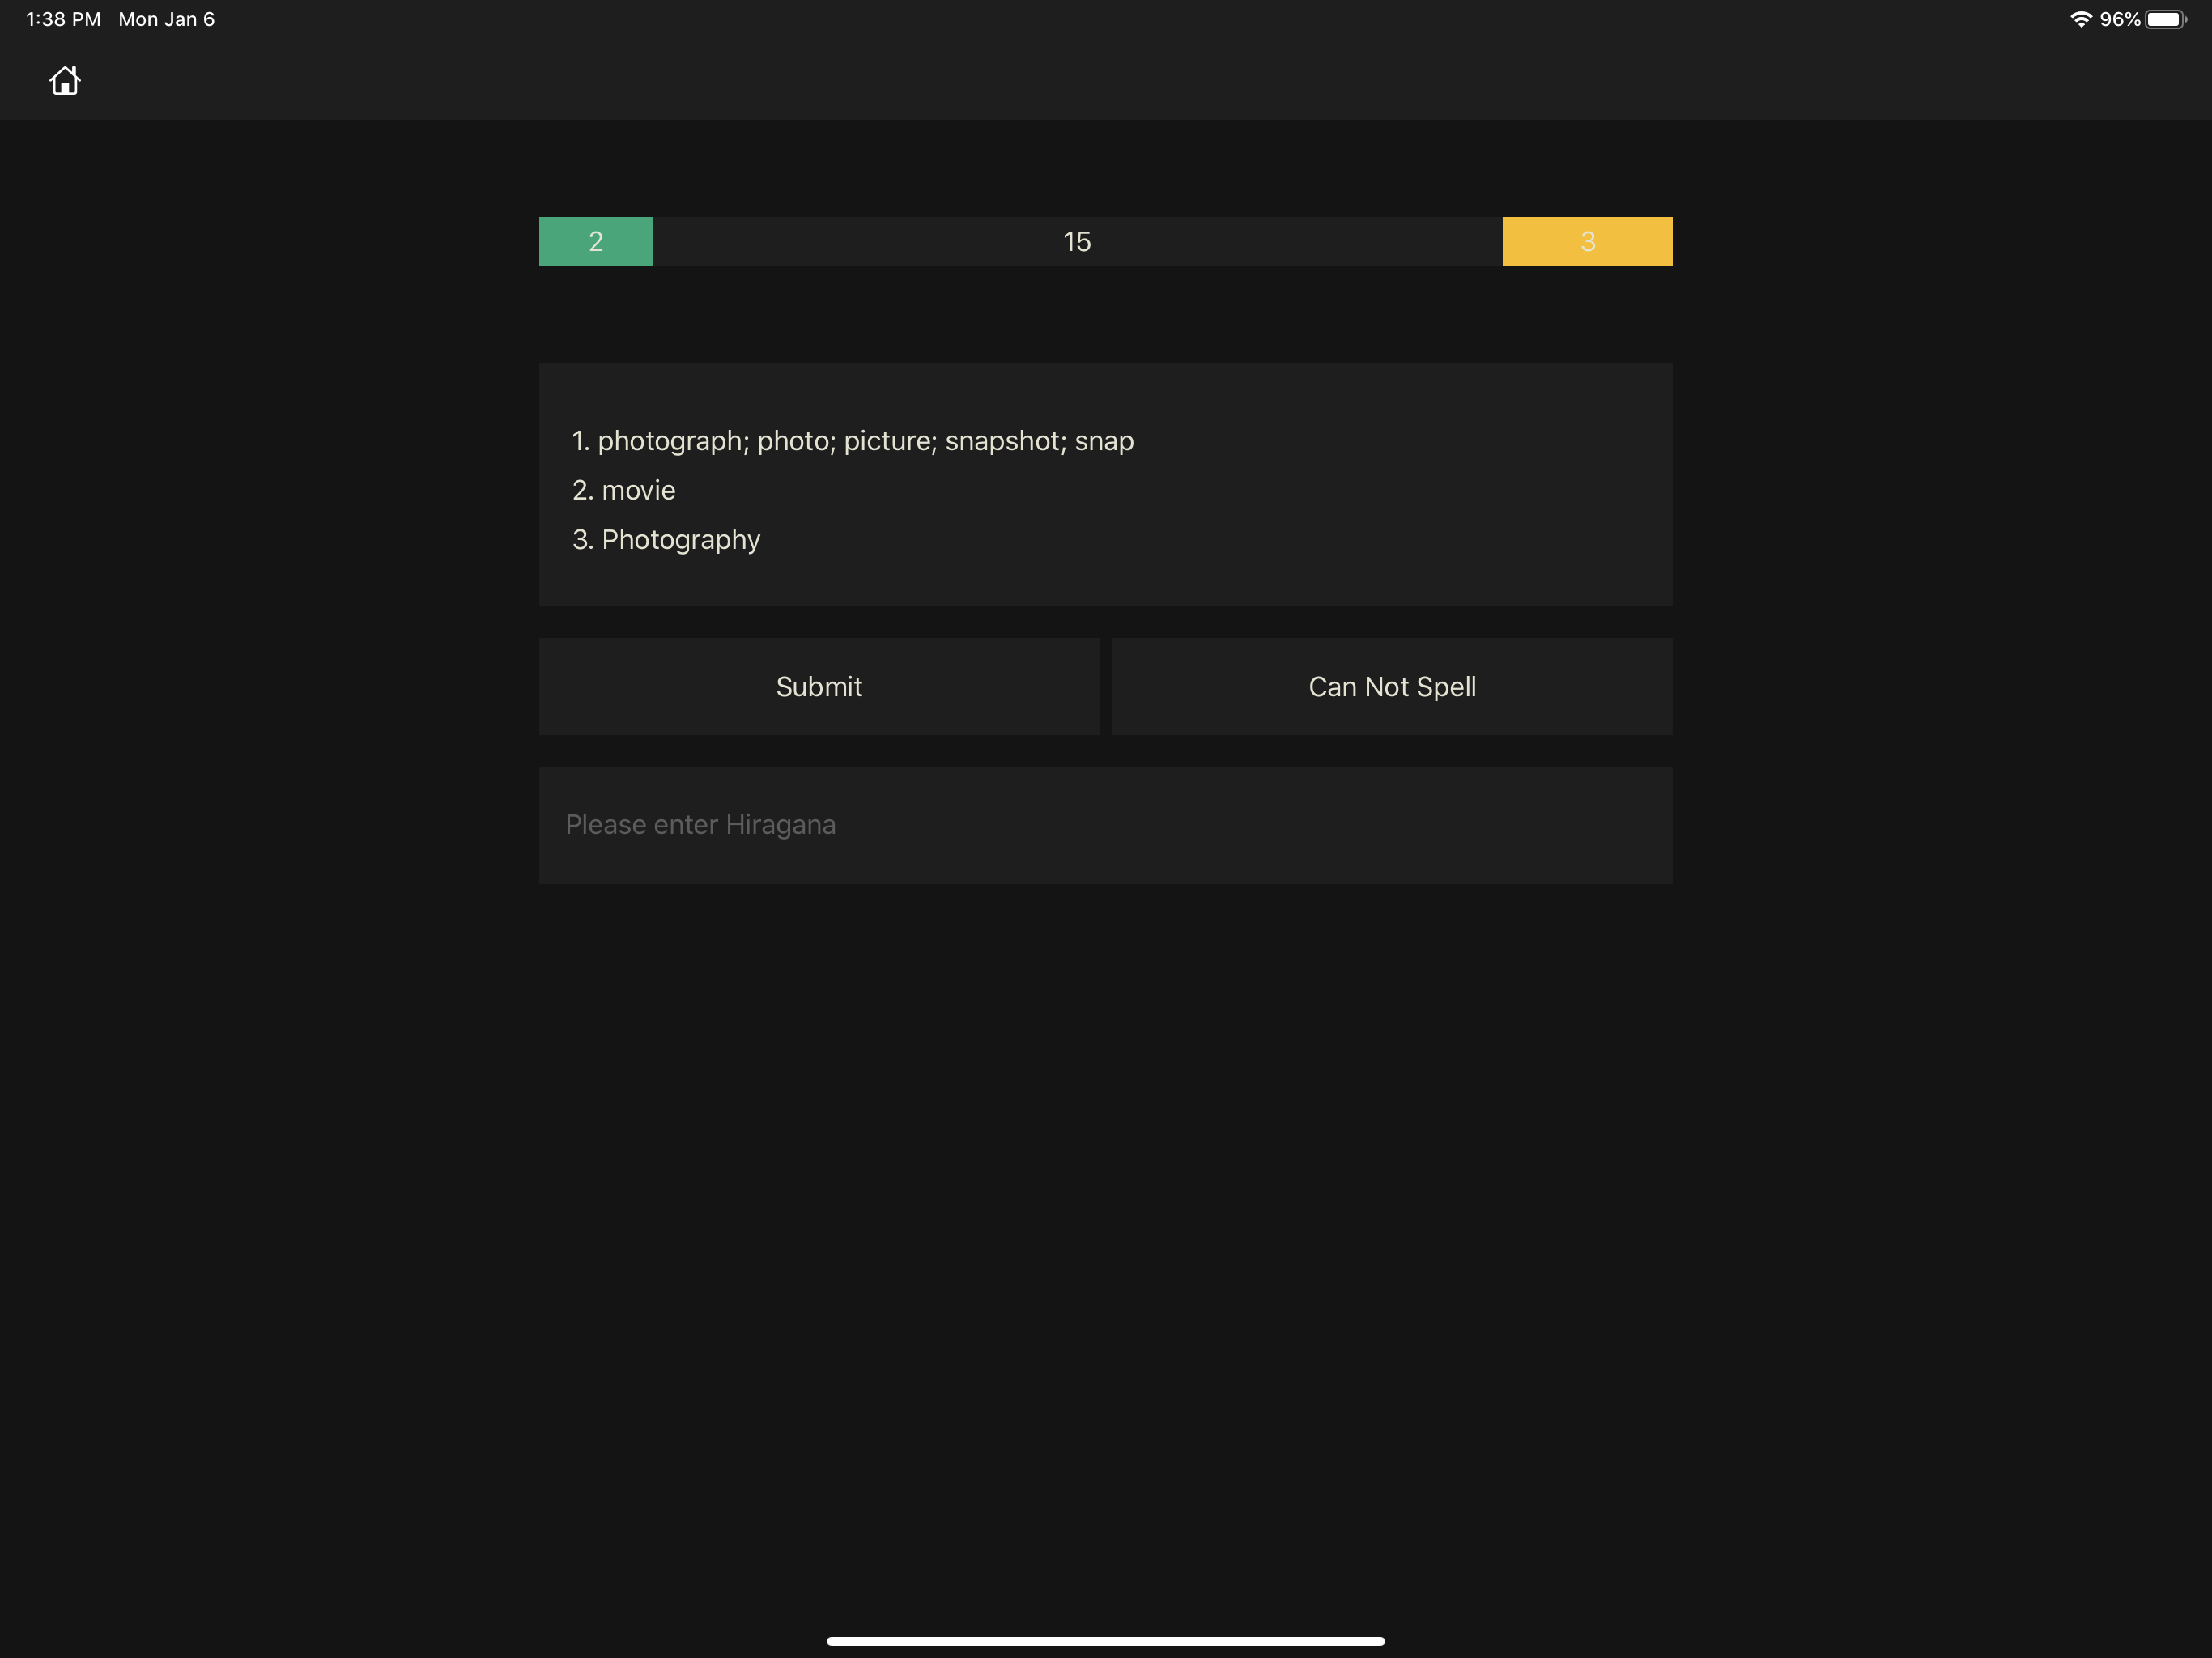 1:38 PM Mon Jan 6 96%
2 15 3
1. photograph; photo; picture; snapshot; snap
2. movie
3. Photography
Submit Can Not Spell
Please enter Hiragana